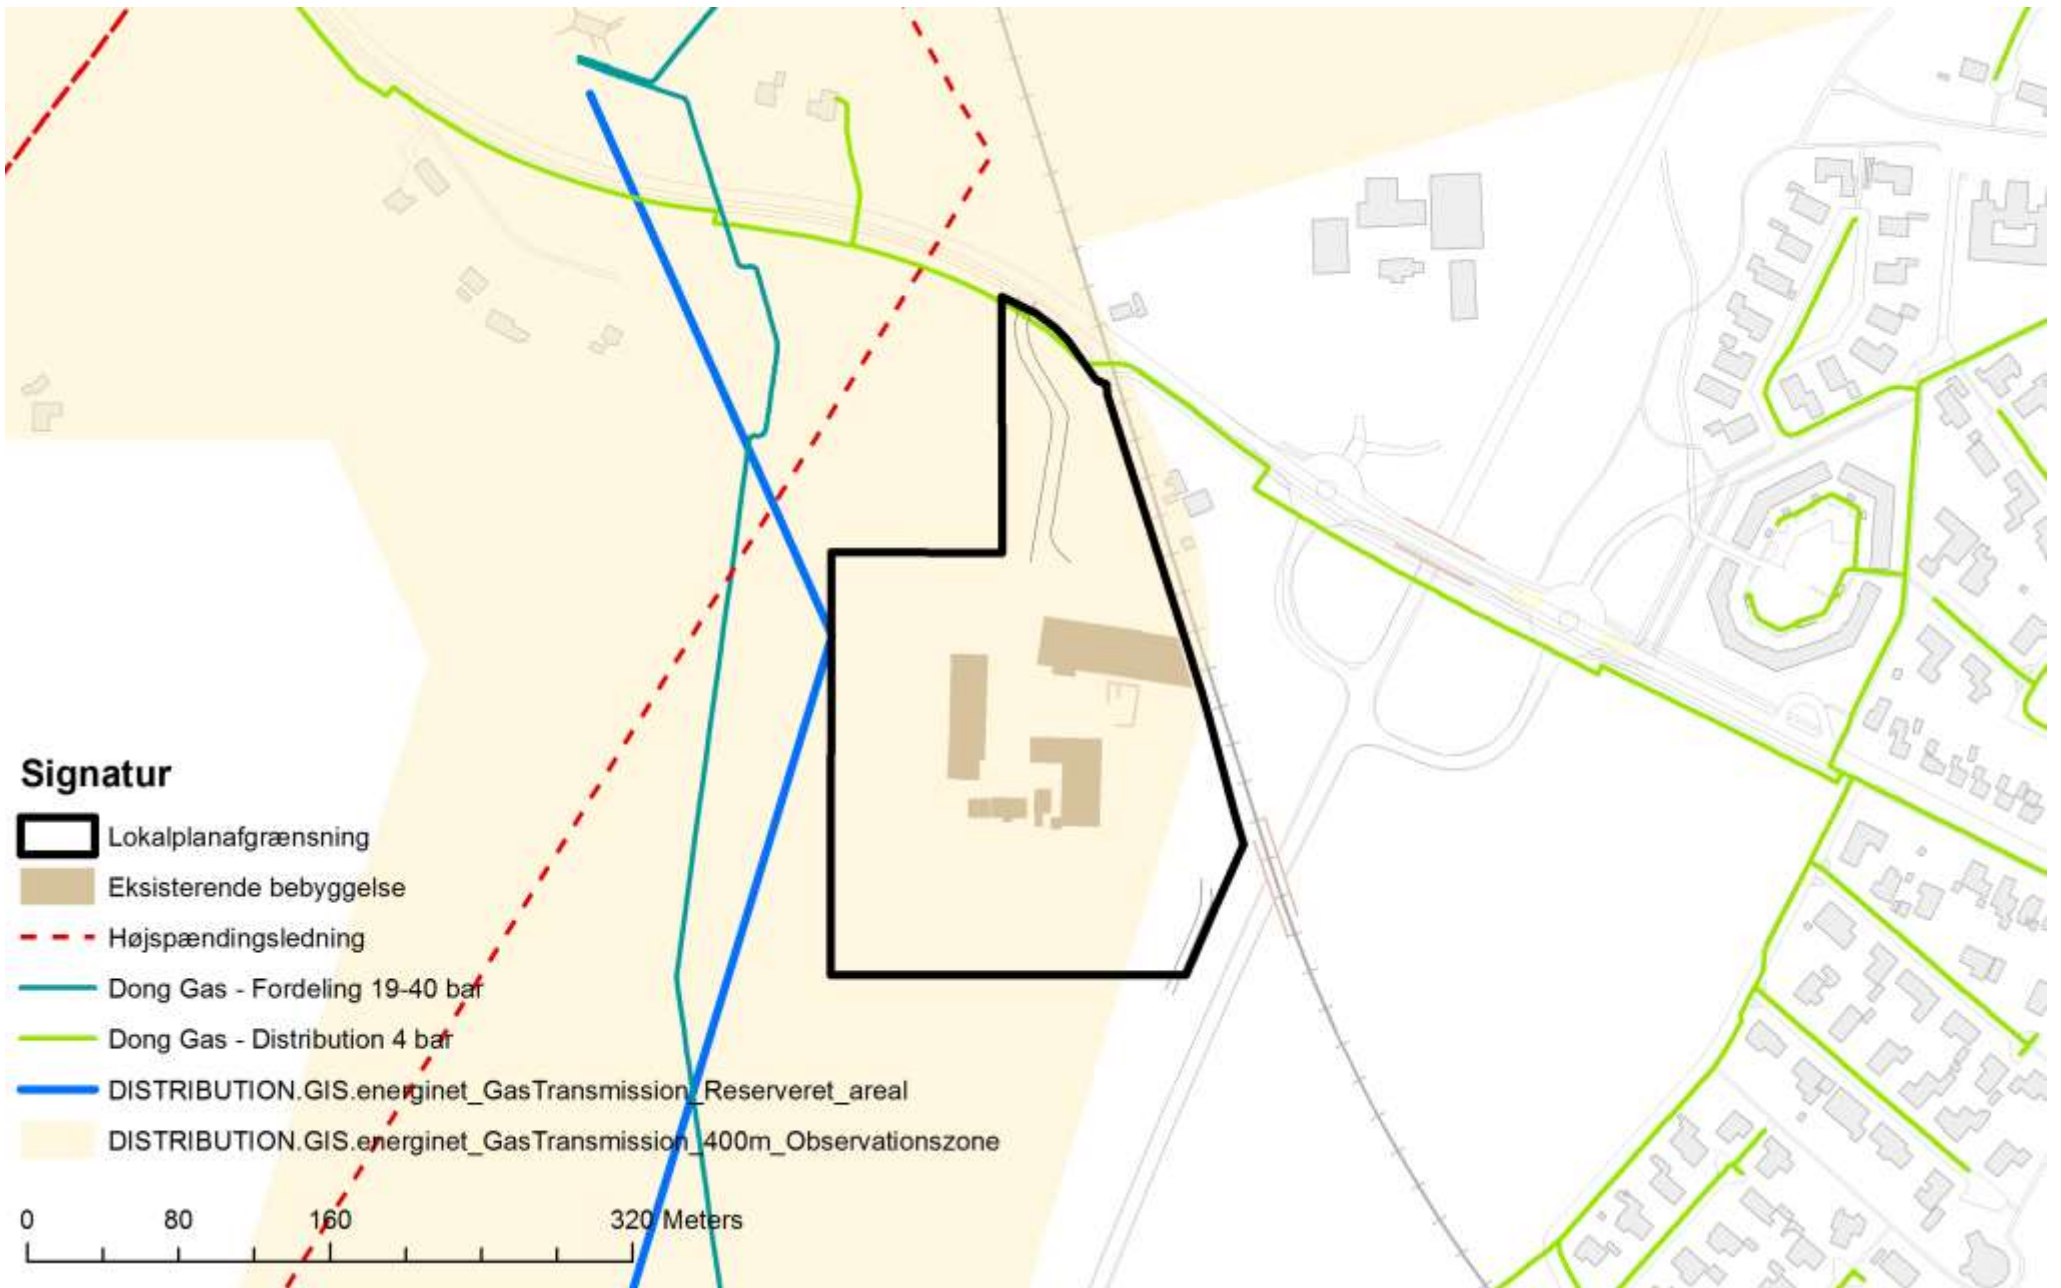 Signatur
Lokalplanafgrænsning
Eksisterende bebyggelse
Højspændingsledning
Dong Gas - Fordeling 19-40 bar
Dong Gas - Distribution 4 bar
DISTRIBUTION.GIS.energinet_GasTransmission_Reserveret_areal
DISTRIBUTION.GIS.energinet_GasTransmission_400m_Observationszone
0 80 160 320 Meters